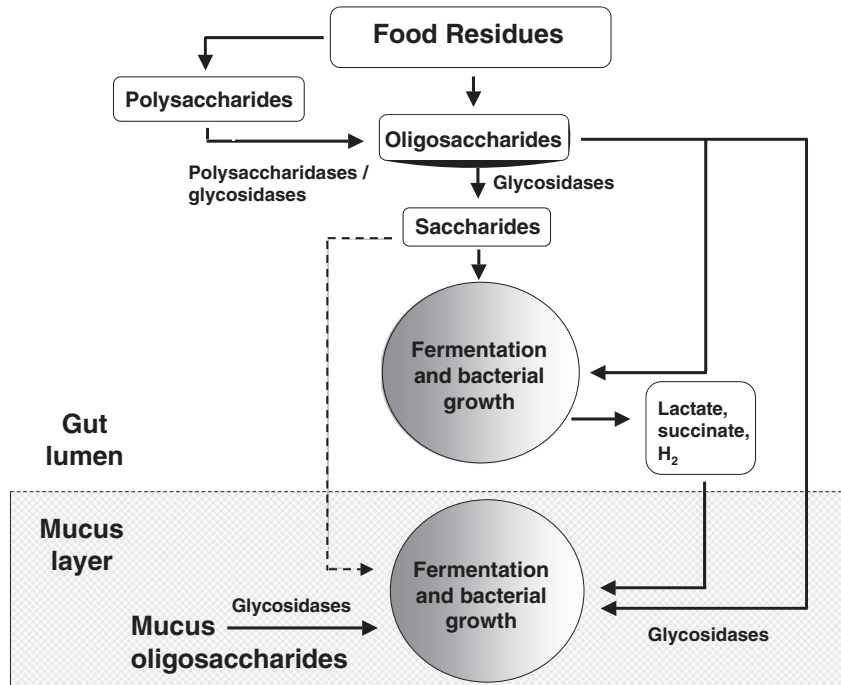 Food Residues
Polysaccharides
Oligosaccharides
Polysaccharidases /
glycosidases
Glycosidases
Saccharides
Fermentation
and bacterial
growth
Lactate,
succinate,
H₂
Gut
lumen
Mucus
layer
Fermentation
and bacterial
growth
Glycosidases
Mucus
oligosaccharides
Glycosidases